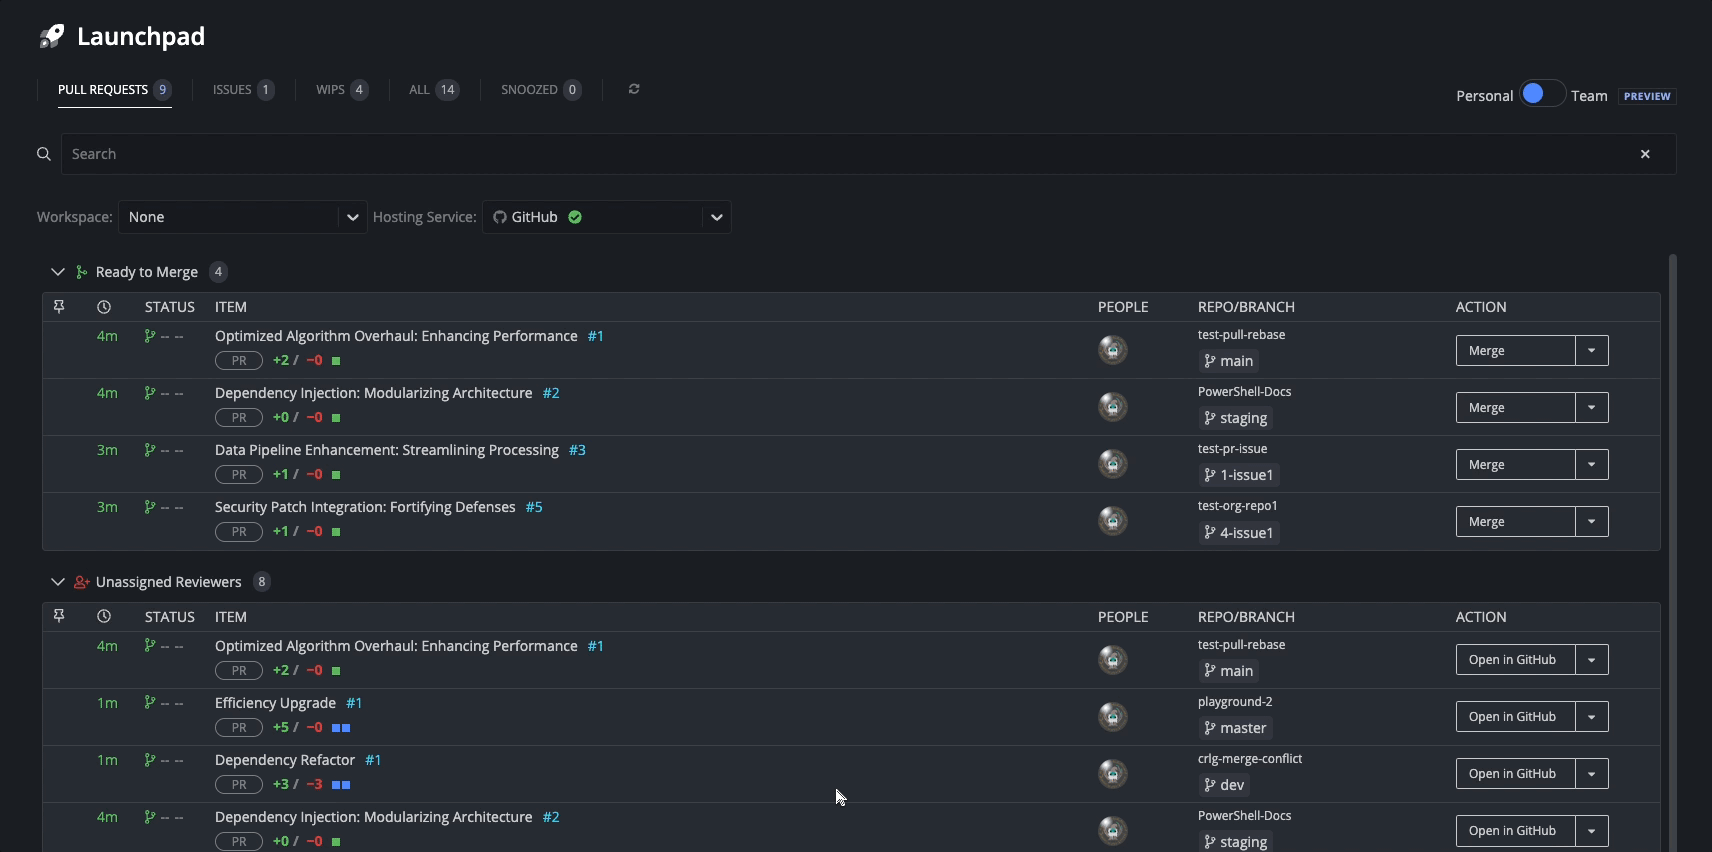 Launchpad
PULL REQUESTS 9 ISSUES 1 WIPS 4 ALL 14 SNOOZED 0
Personal Team PREVIEW
Search
Workspace: None Hosting Service: GitHub
Ready to Merge 4
STATUS ITEM PEOPLE REPO/BRANCH ACTION
4m -- -- Optimized Algorithm Overhaul: Enhancing Performance #1 test-pull-rebase
PR +2 / −0 main Merge
4m -- -- Dependency Injection: Modularizing Architecture #2 PowerShell-Docs
PR +0 / −0 staging Merge
3m -- -- Data Pipeline Enhancement: Streamlining Processing #3 test-pr-issue
PR +1 / −0 1-issue1 Merge
3m -- -- Security Patch Integration: Fortifying Defenses #5 test-org-repo1
PR +1 / −0 4-issue1 Merge
Unassigned Reviewers 8
STATUS ITEM PEOPLE REPO/BRANCH ACTION
4m -- -- Optimized Algorithm Overhaul: Enhancing Performance #1 test-pull-rebase
PR +2 / −0 main Open in GitHub
1m -- -- Efficiency Upgrade #1 playground-2
PR +5 / −0 master Open in GitHub
1m -- -- Dependency Refactor #1 crlg-merge-conflict
PR +3 / −3 dev Open in GitHub
4m -- -- Dependency Injection: Modularizing Architecture #2 PowerShell-Docs
PR +0 / −0 staging Open in GitHub